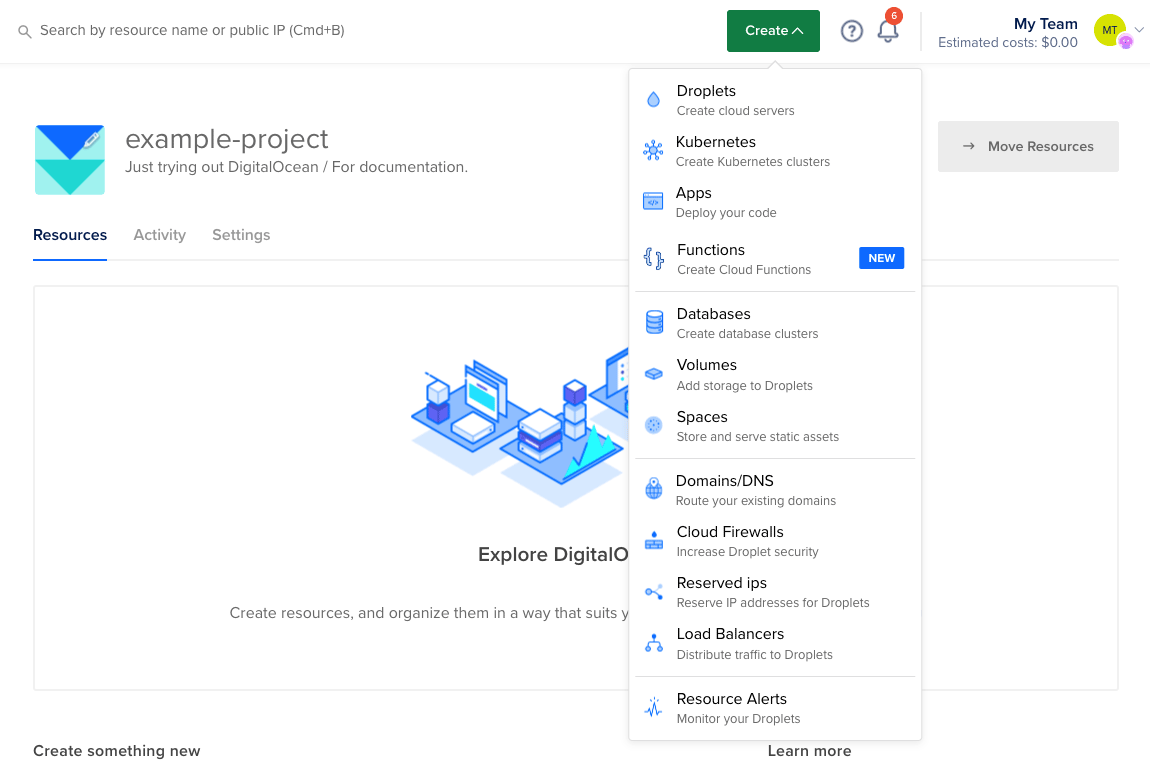 Search by resource name or public IP (Cmd+B)
Create
6
My Team
Estimated costs: $0.00
MT
example-project
Just trying out DigitalOcean / For documentation.
Move Resources
Resources
Activity
Settings
Droplets
Create cloud servers
Kubernetes
Create Kubernetes clusters
Apps
Deploy your code
Functions
Create Cloud Functions
NEW
Databases
Create database clusters
Volumes
Add storage to Droplets
Spaces
Store and serve static assets
Domains/DNS
Route your existing domains
Cloud Firewalls
Increase Droplet security
Reserved ips
Reserve IP addresses for Droplets
Load Balancers
Distribute traffic to Droplets
Resource Alerts
Monitor your Droplets
Explore DigitalO
Create resources, and organize them in a way that suits y
Create something new
Learn more